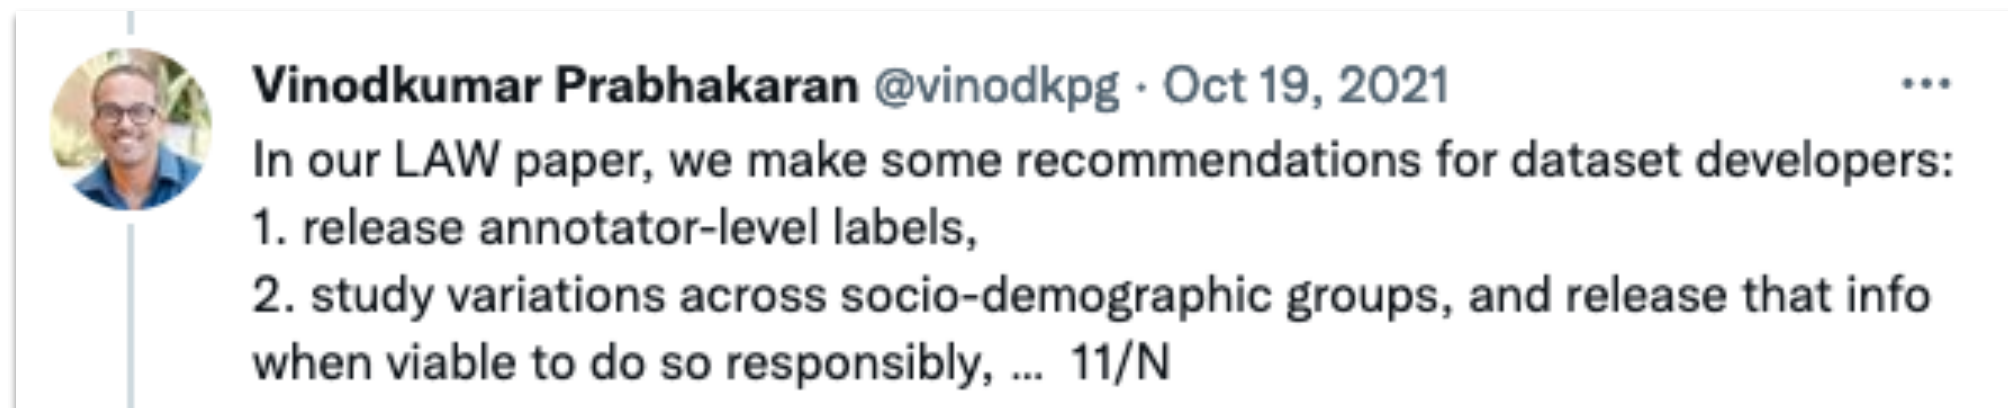 Vinodkumar Prabhakaran @vinodkpg · Oct 19, 2021 ...
In our LAW paper, we make some recommendations for dataset developers:
1. release annotator-level labels,
2. study variations across socio-demographic groups, and release that info
when viable to do so responsibly, ... 11/N